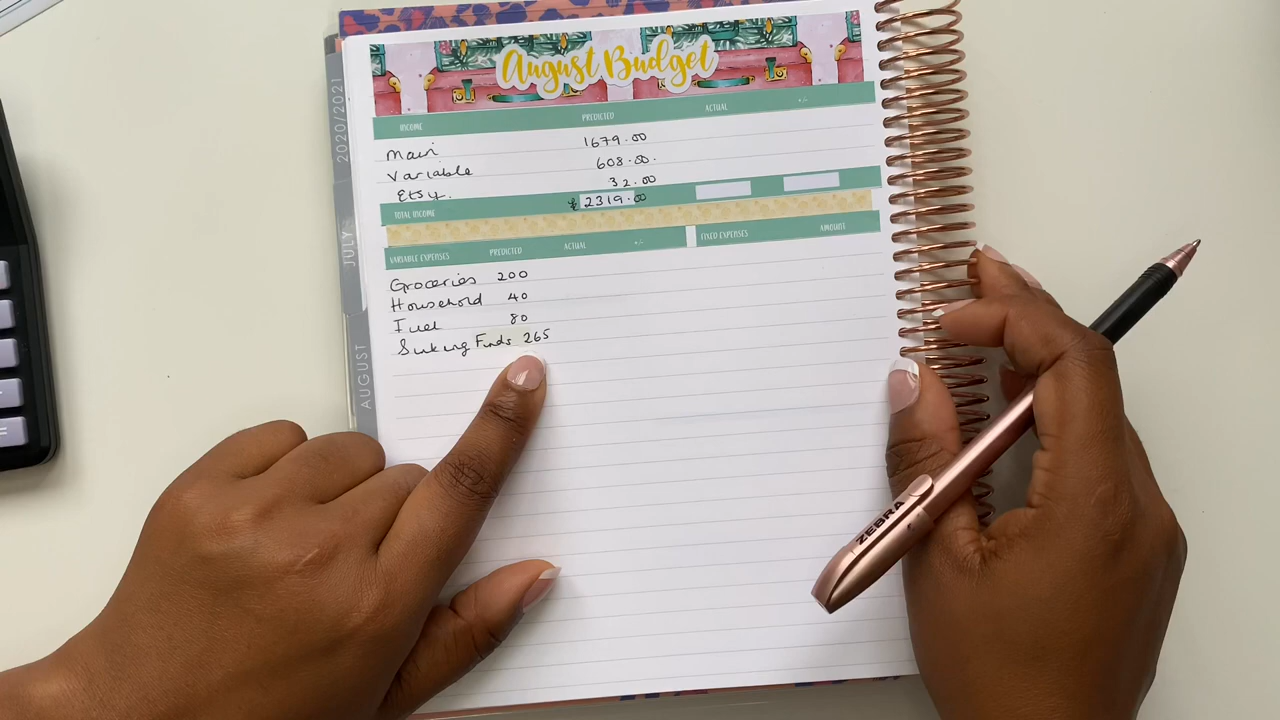 August Budget
INCOME PREDICTED ACTUAL +/-
Main 1679.00
Variable 608.00.
Etsy. 32.00
TOTAL INCOME £2319.00
VARIABLE EXPENSES PREDICTED ACTUAL +/- FIXED EXPENSES AMOUNT
Groceries 200
Household 40
Fuel 80
Sinking Funds 265
2020/2021
JULY
AUGUST
ZEBRA
=